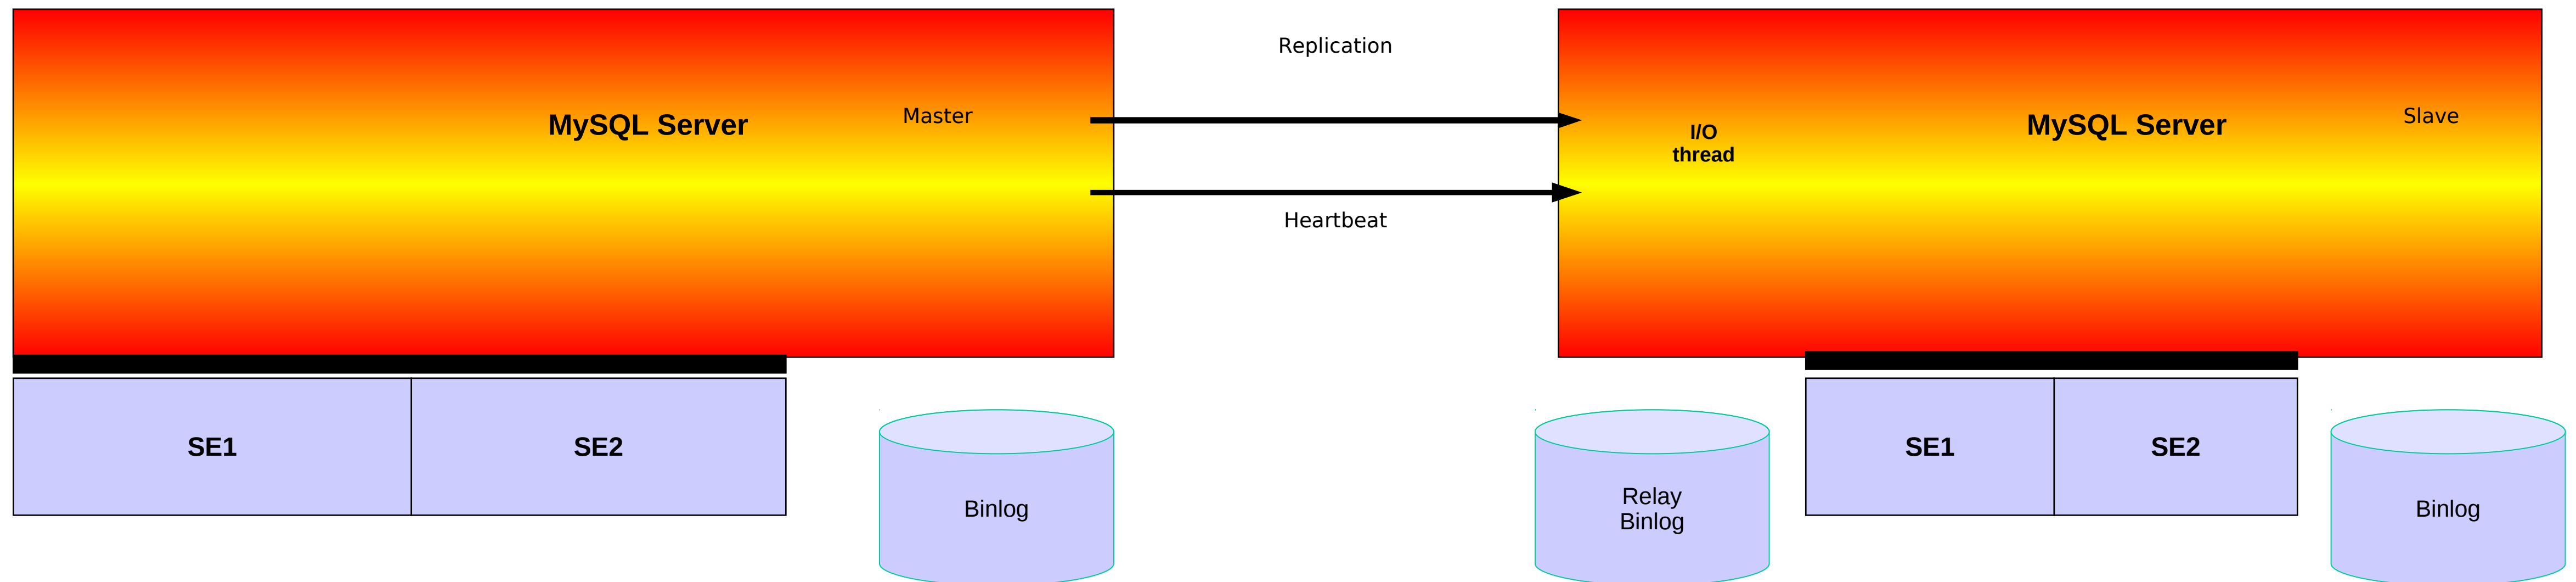 Replication
MySQL Server
Master
I/O
thread
MySQL Server
Slave
Heartbeat
SE1
SE2
Binlog
Relay
Binlog
SE1
SE2
Binlog